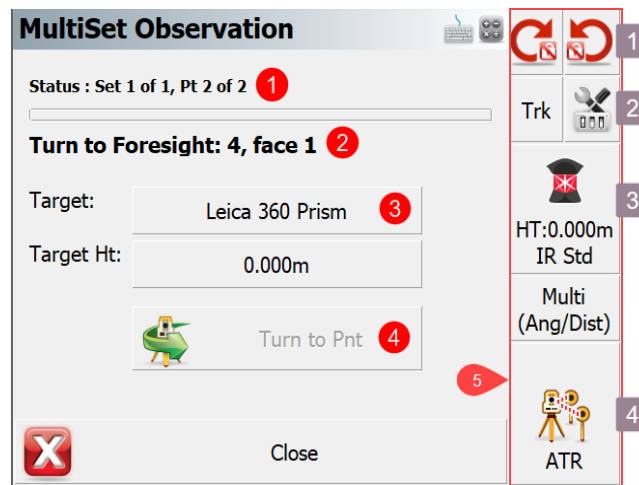 MultiSet Observation
Status : Set 1 of 1, Pt 2 of 2 1
Turn to Foresight: 4, face 1 2
Target: Leica 360 Prism 3
Target Ht: 0.000m
Turn to Pnt 4
Close
5
1
Trk 2
3
HT:0.000m
IR Std
Multi
(Ang/Dist)
4
ATR